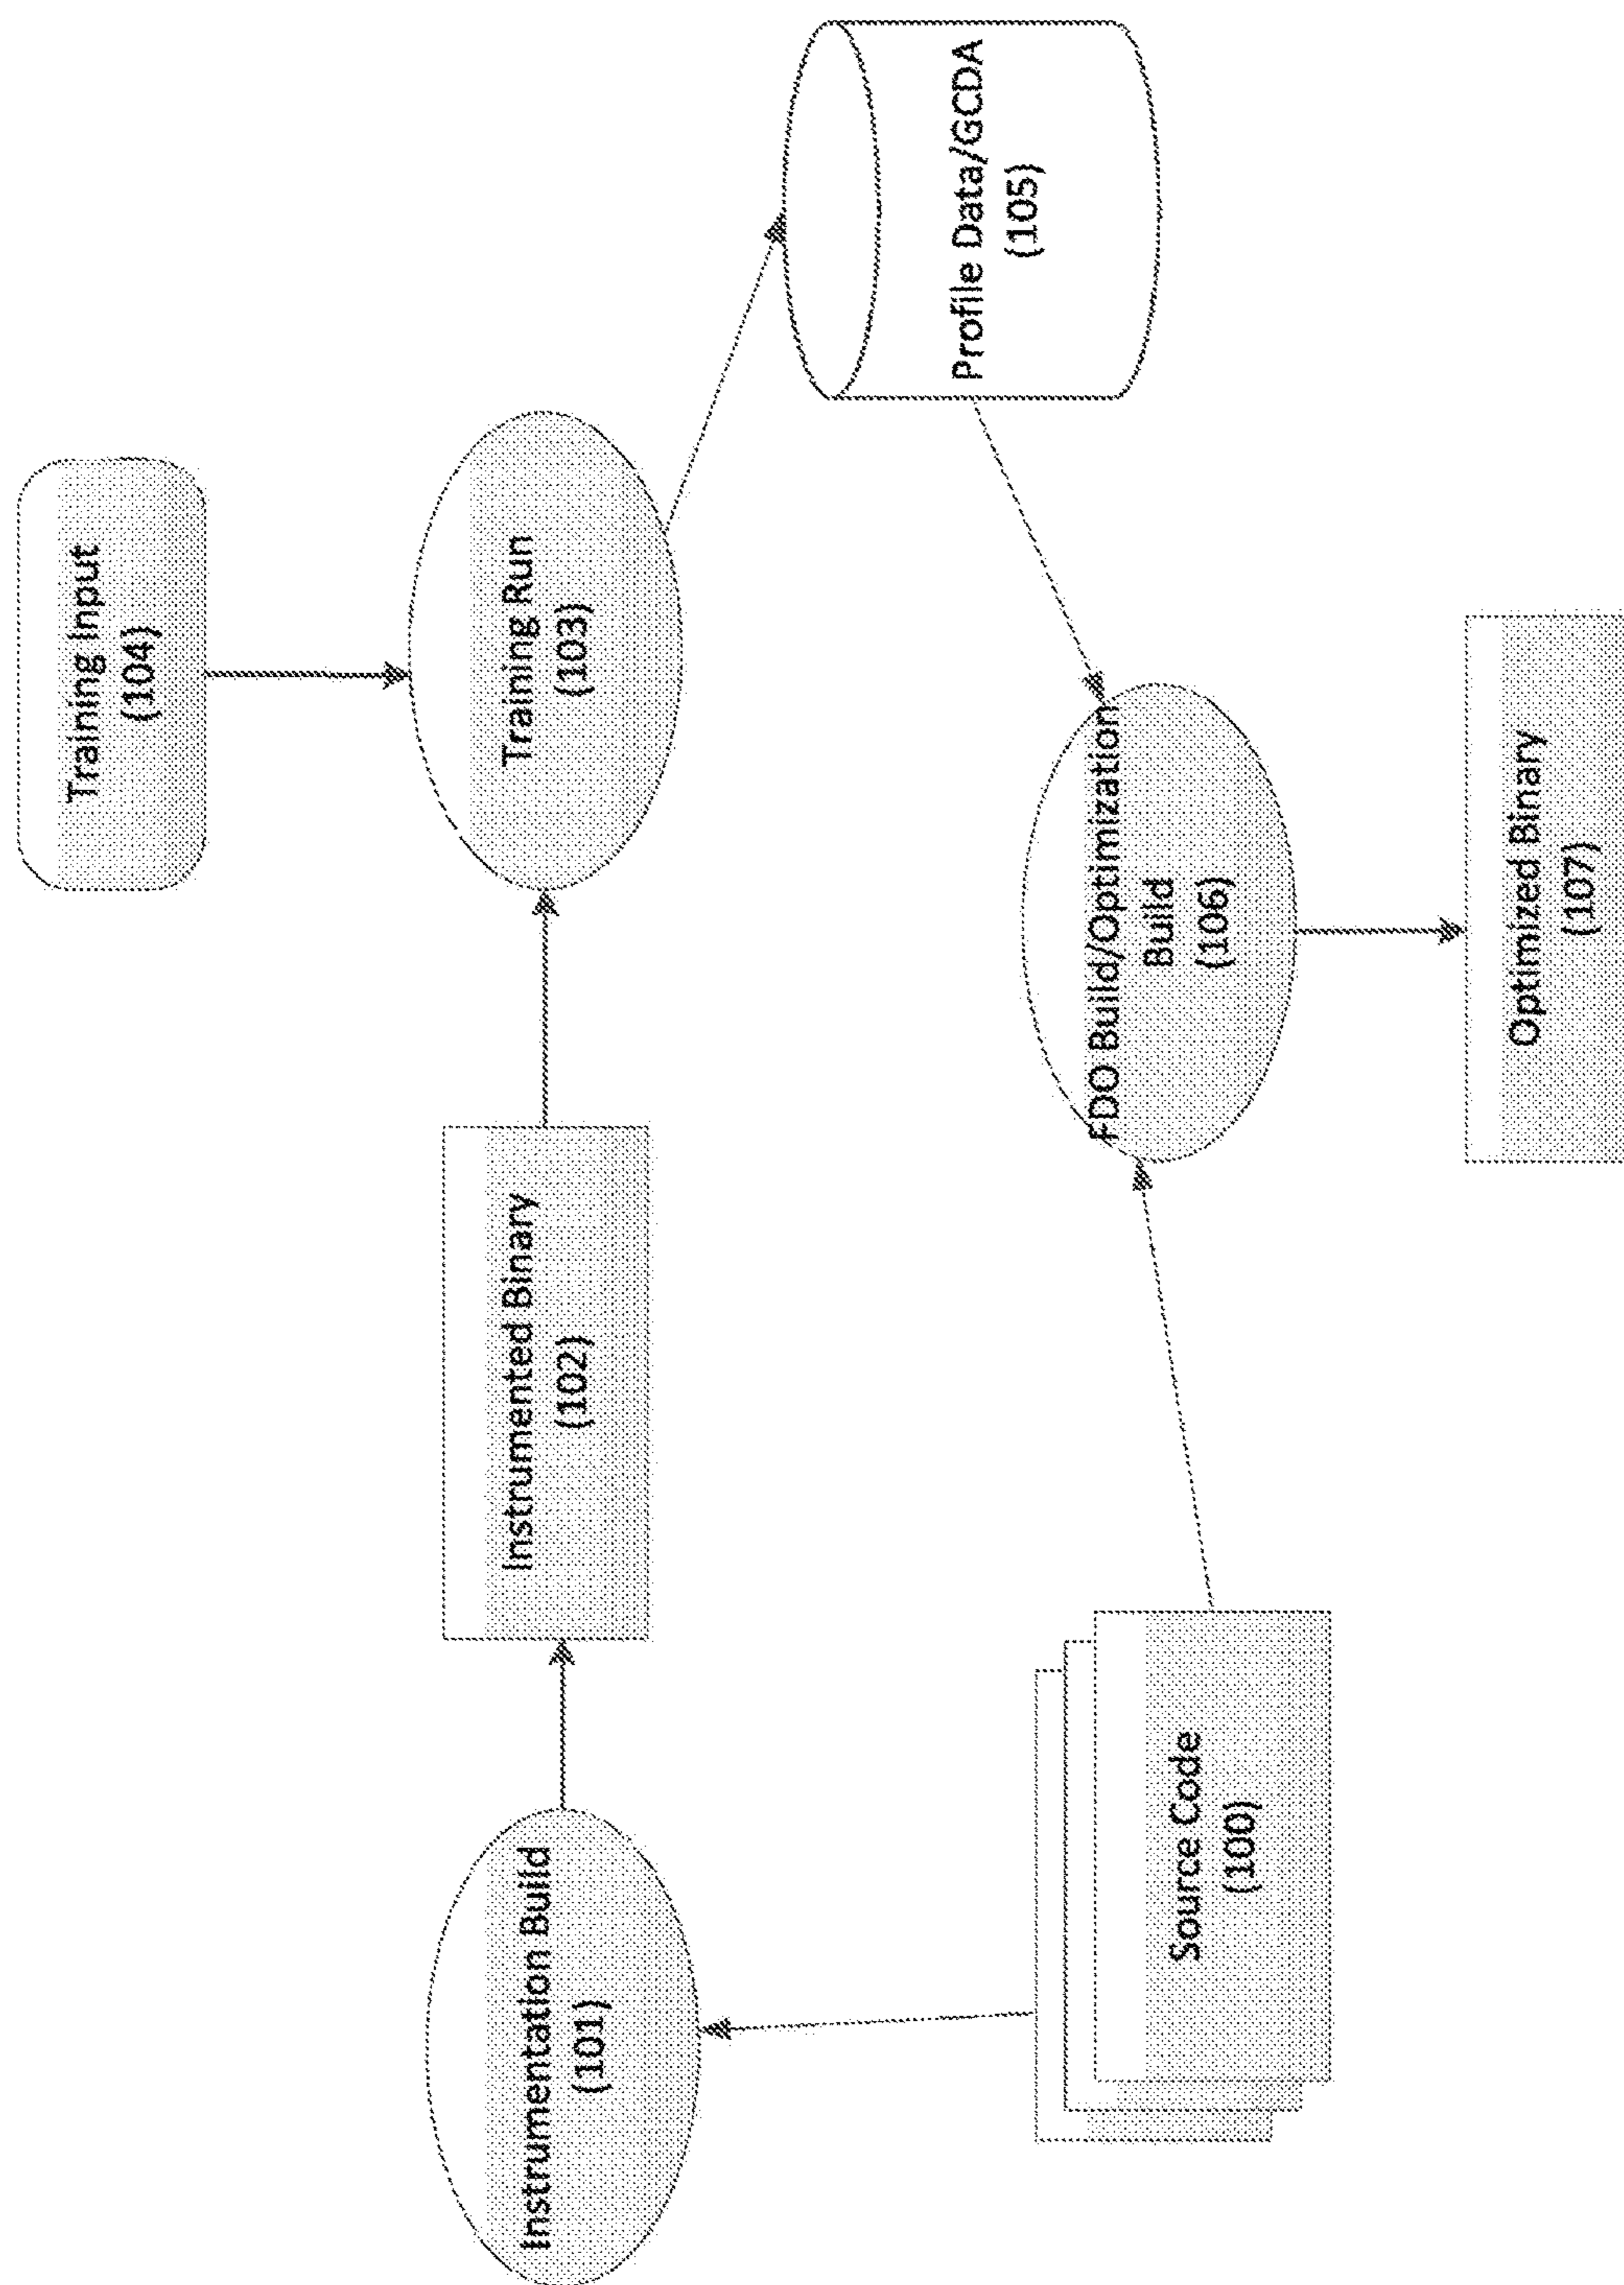 Training Input
(104)
Instrumentation Build
(101)
Instrumented Binary
(102)
Training Run
(103)
Profile Data/GCDA
(105)
Source Code
(100)
FDO Build/Optimization
Build
(106)
Optimized Binary
(107)